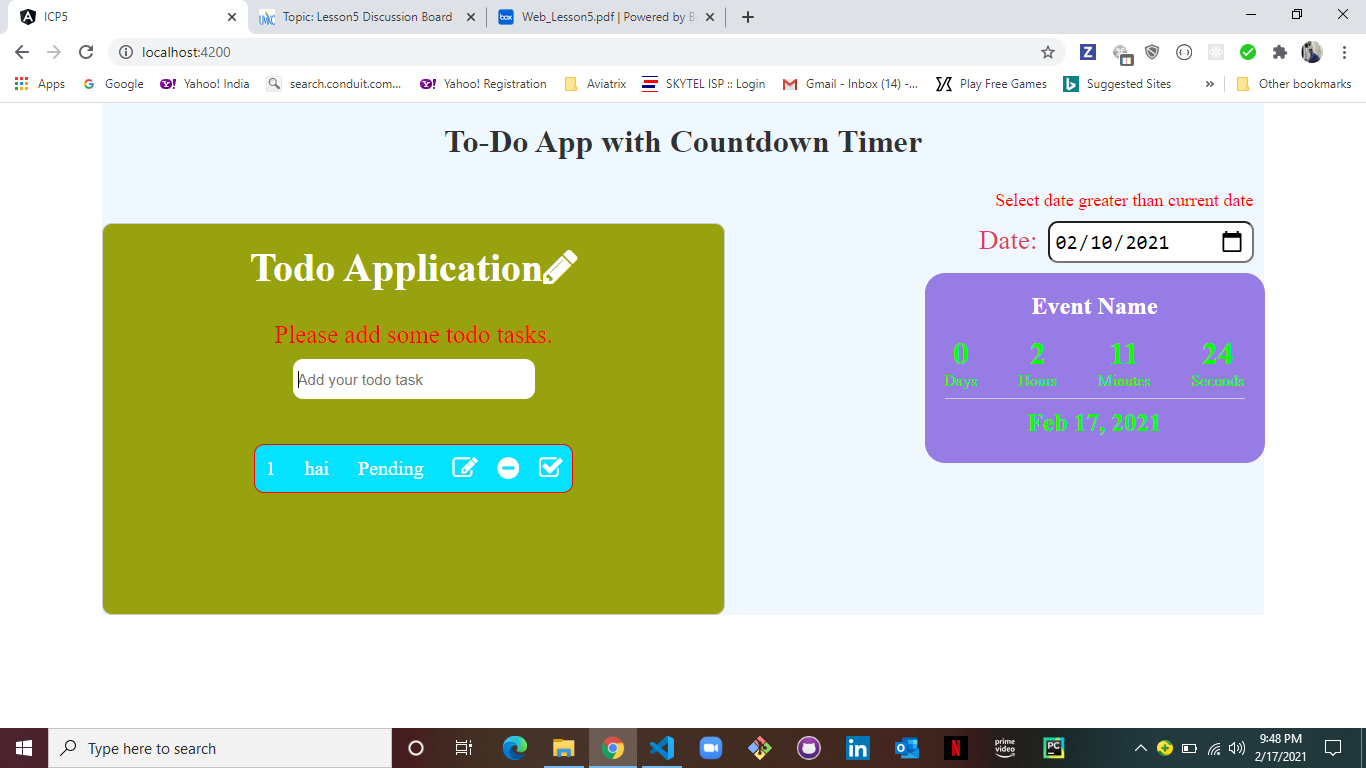 ICP5
Topic: Lesson5 Discussion Board
box Web_Lesson5.pdf | Powered by B
localhost:4200
Apps Google Yahoo! India search.conduit.com... Yahoo! Registration Aviatrix SKYTEL ISP :: Login Gmail - Inbox (14) -... Play Free Games Suggested Sites » Other bookmarks
To-Do App with Countdown Timer
Select date greater than current date
Date: 02/10/2021
Todo Application
Please add some todo tasks.
Add your todo task
1 hai Pending
Event Name
0 2 11 24
Days Hours Minutes Seconds
Feb 17, 2021
Type here to search
prime
video
PC
9:48 PM
2/17/2021